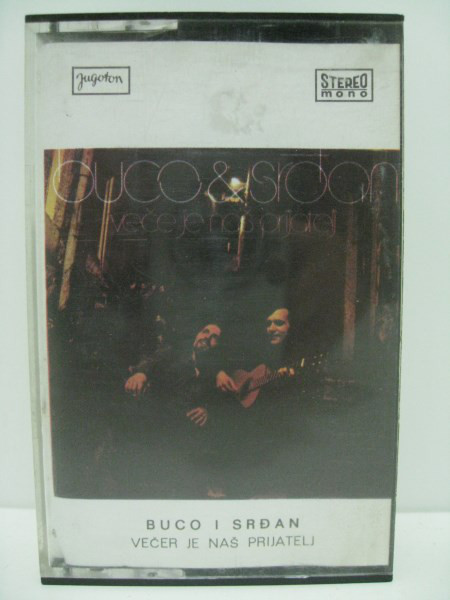 Jugoton
STEREO
mono
buco & srđan
veče je naš prijatelj
BUCO I SRĐAN
VEČER JE NAŠ PRIJATELJ